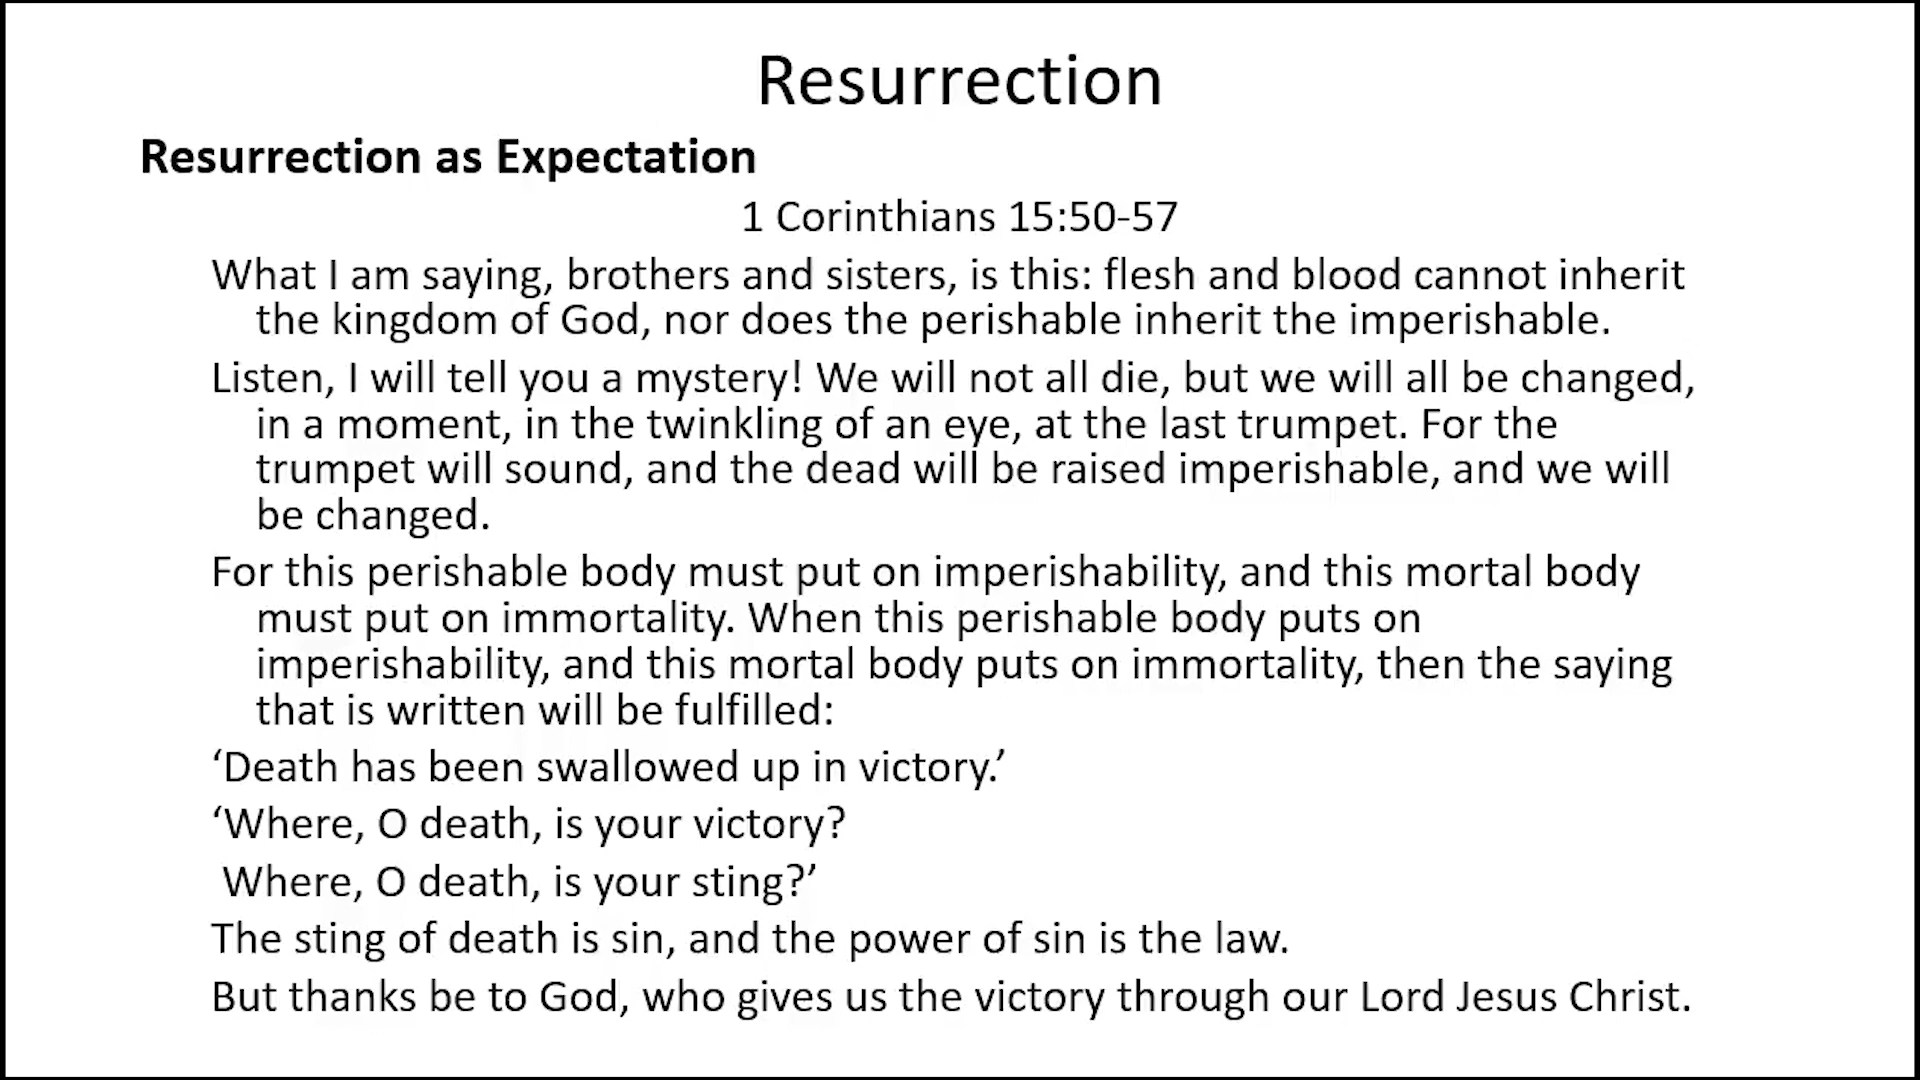 Resurrection
Resurrection as Expectation
1 Corinthians 15:50-57
What I am saying, brothers and sisters, is this: flesh and blood cannot inherit
the kingdom of God, nor does the perishable inherit the imperishable.
Listen, I will tell you a mystery! We will not all die, but we will all be changed,
in a moment, in the twinkling of an eye, at the last trumpet. For the
trumpet will sound, and the dead will be raised imperishable, and we will
be changed.
For this perishable body must put on imperishability, and this mortal body
must put on immortality. When this perishable body puts on
imperishability, and this mortal body puts on immortality, then the saying
that is written will be fulfilled:
‘Death has been swallowed up in victory.’
‘Where, O death, is your victory?
Where, O death, is your sting?’
The sting of death is sin, and the power of sin is the law.
But thanks be to God, who gives us the victory through our Lord Jesus Christ.